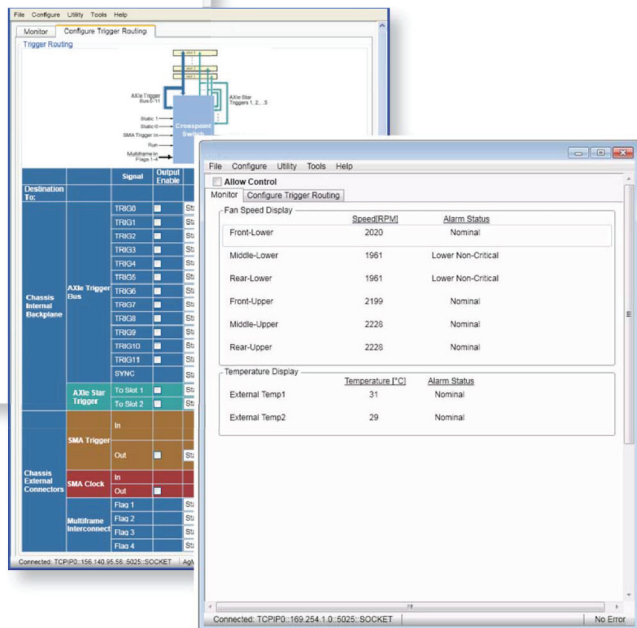 File Configure Utility Tools Help
Monitor Configure Trigger Routing
Trigger Routing
AXIe Trigger Bus 0-11
AXIe Star Triggers 1, 2,
Static 1
Static 0
SMA Trigger In
Run
Multiframe In Flags 1-4
Crosspoint Switch
Signal Output Enable
Destination To:
Chassis Internal Backplane
AXIe Trigger Bus
TRIG0
TRIG1
TRIG2
TRIG3
TRIG4
TRIG5
TRIG6
TRIG7
TRIG8
TRIG9
TRIG10
TRIG11
SYNC
AXIe Star Trigger
To Slot 1
To Slot 2
Chassis External Connectors
SMA Trigger
In
Out
SMA Clock
In
Out
Multiframe Interconnect
Flag 1
Flag 2
Flag 3
Flag 4
Connected: TCPIP0::156.140.95.58::5025::SOCKET
File Configure Utility Tools Help
Allow Control
Monitor Configure Trigger Routing
Fan Speed Display
Speed[RPM] Alarm Status
Front-Lower 2020 Nominal
Middle-Lower 1961 Lower Non-Critical
Rear-Lower 1961 Lower Non-Critical
Front-Upper 2199 Nominal
Middle-Upper 2228 Nominal
Rear-Upper 2228 Nominal
Temperature Display
Temperature [°C] Alarm Status
External Temp1 31 Nominal
External Temp2 29 Nominal
Connected: TCPIP0::169.254.1.0::5025::SOCKET No Error